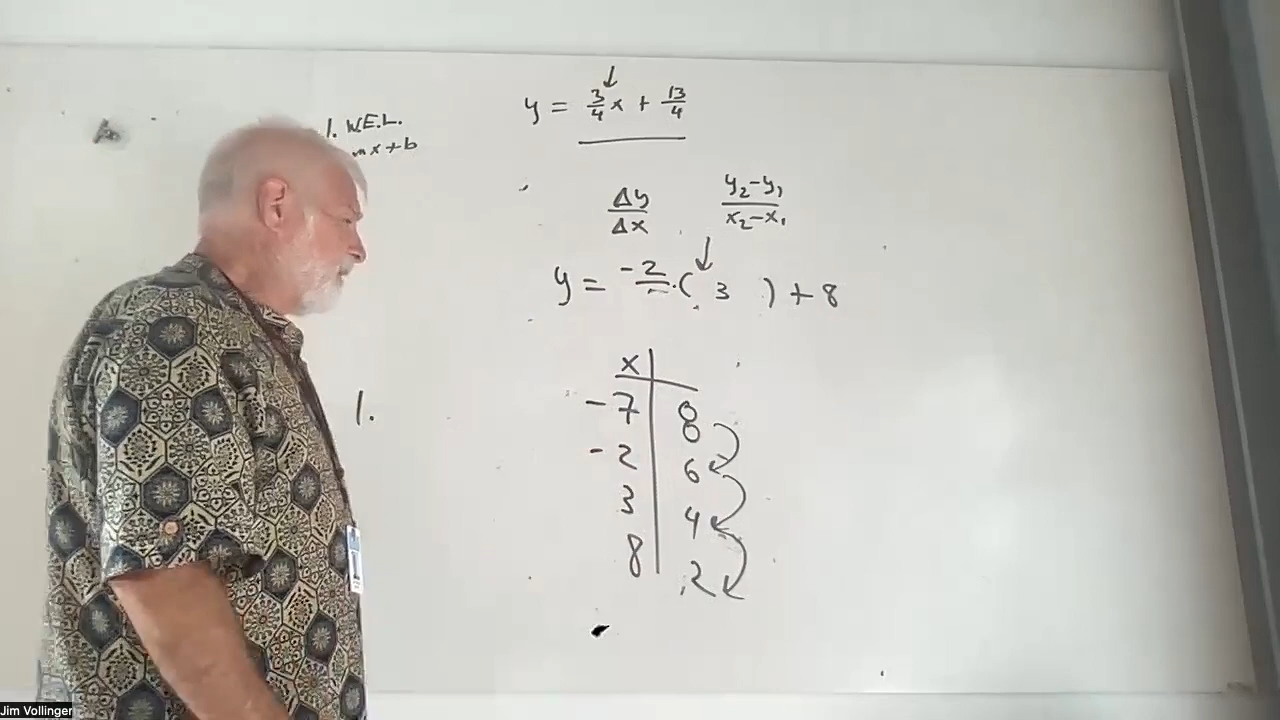 y = 3/4 x + 13/4
1. W.E.L.
mx+b
Δy/Δx
y₂-y₁/x₂-x₁
y = -2/ · ( 3 ) + 8
x
-7 8
-2 6
3 4
8 2
1.
Jim Vollinger